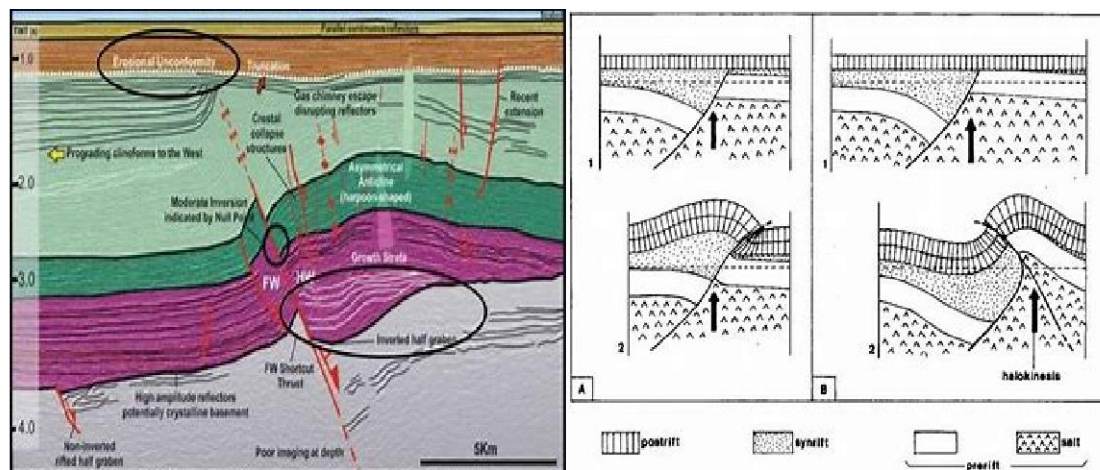 TWT (s)
Parallel continuous reflectors
1.0
Erosional Unconformity
Truncation
Gas chimney escape
disrupting reflectors
Recent
extension
Crestal
collapse
structures
Prograding clinoforms to the West
2.0
Asymmetrical
Anticline
(harpoon-shaped)
Moderate Inversion
indicated by Null Point
3.0
FW
HW
Growth Strata
Inverted half graben
FW Shortcut
Thrust
High amplitude reflectors
potentially crystalline basement
4.0
Non-inverted
rifted half graben
Poor imaging at depth
5Km
1
2
A
1
2
B
halokinesis
postrift
synrift
salt
prerift